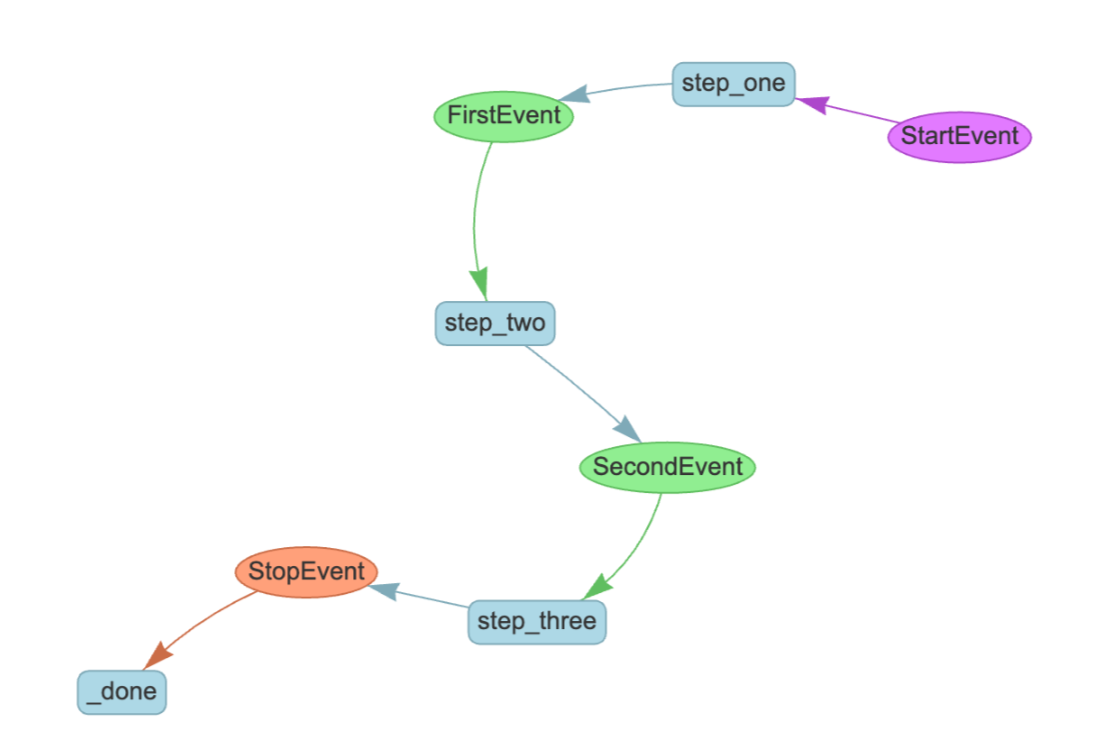 step_one
FirstEvent
StartEvent
step_two
SecondEvent
StopEvent
step_three
_done